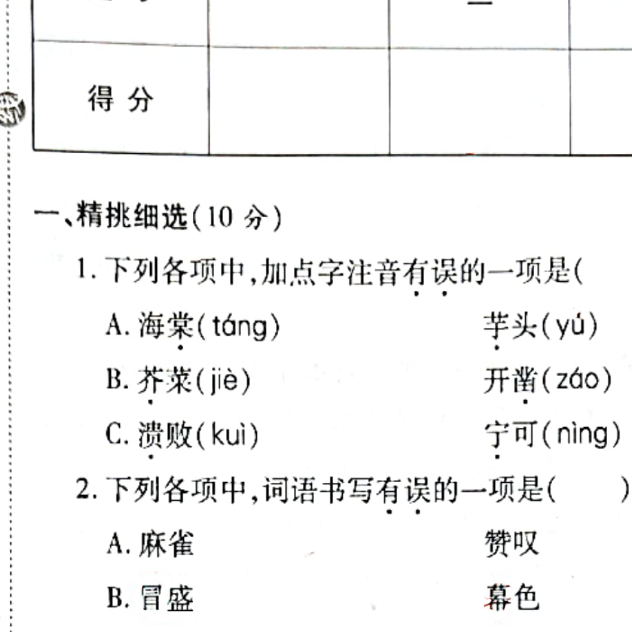 得分
一、精挑细选(10 分)
1. 下列各项中,加点字注音有误的一项是(
A. 海棠(táng) 芋头(yú)
B. 芥菜(jiè) 开凿(záo)
C. 溃败(kuì) 宁可(nìng)
2. 下列各项中,词语书写有误的一项是( )
A. 麻雀 赞叹
B. 冒盛 幕色